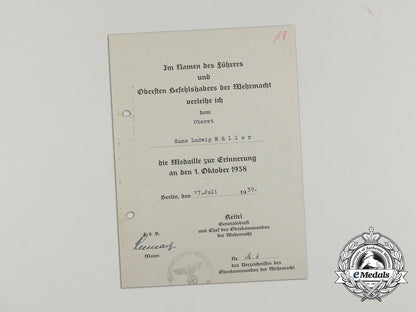 18
Im Namen des Führers
und
Obersten Befehlshabers der Wehrmacht
verleihe ich
dem
Oberst
Hans Ludwig Müller
die Medaille zur Erinnerung
an den 1. Oktober 1938
Berlin, den 17. Juli 1939.
Keitel
Generaloberst
und Chef des Oberkommandos
der Wehrmacht
F. d. R.
Major
Nr.
des Verzeichnisses des
Oberkommandos der Wehrmacht
eMedals